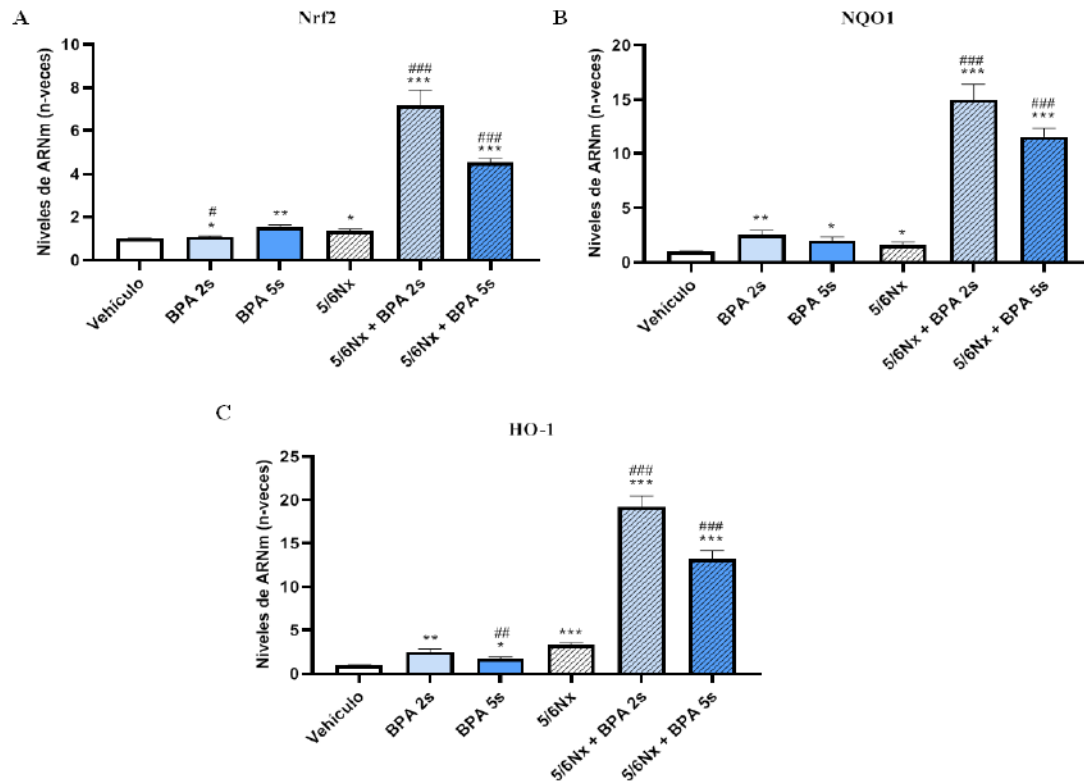 A
Nrf2
Niveles de ARNm (n-veces)
10
8
6
4
2
0
#
*
**
*
###
***
###
***
Vehículo
BPA 2s
BPA 5s
5/6Nx
5/6Nx + BPA 2s
5/6Nx + BPA 5s
B
NQO1
Niveles de ARNm (n-veces)
20
15
10
5
0
**
*
*
###
***
###
***
Vehículo
BPA 2s
BPA 5s
5/6Nx
5/6Nx + BPA 2s
5/6Nx + BPA 5s
C
HO-1
Niveles de ARNm (n-veces)
25
20
15
10
5
0
**
##
*
***
###
***
###
***
Vehículo
BPA 2s
BPA 5s
5/6Nx
5/6Nx + BPA 2s
5/6Nx + BPA 5s